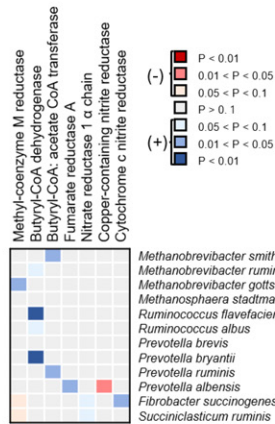 Methyl-coenzyme M reductase
Butyryl-CoA dehydrogenase
Butyryl-CoA: acetate CoA transferase
Fumarate reductase A
Nitrate reductase 1 α chain
Copper-containing nitrite reductase
Cytochrome c nitrite reductase
(-)
P < 0.01
0.01 < P < 0.05
0.05 < P < 0.1
P > 0. 1
(+)
0.05 < P < 0.1
0.01 < P < 0.05
P < 0.01
Methanobrevibacter smith
Methanobrevibacter rumin
Methanobrevibacter gotts
Methanosphaera stadtma
Ruminococcus flavefacier
Ruminococcus albus
Prevotella brevis
Prevotella bryantii
Prevotella ruminis
Prevotella albensis
Fibrobacter succinogenes
Succiniclasticum ruminis